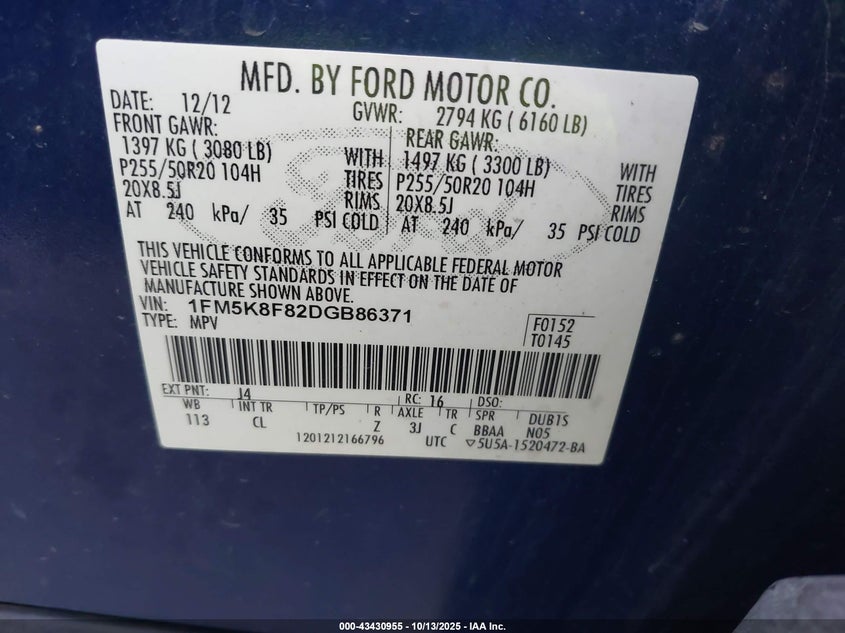 MFD. BY FORD MOTOR CO.
DATE: 12/12
GVWR: 2794 KG ( 6160 LB)
FRONT GAWR:
REAR GAWR:
1397 KG ( 3080 LB) WITH
1497 KG ( 3300 LB) WITH
P255/50R20 104H TIRES
P255/50R20 104H TIRES
20X8.5J RIMS
20X8.5J RIMS
AT 240 kPa/ 35 PSI COLD
AT 240 kPa/ 35 PSI COLD
THIS VEHICLE CONFORMS TO ALL APPLICABLE FEDERAL MOTOR
VEHICLE SAFETY STANDARDS IN EFFECT ON THE DATE OF
MANUFACTURE SHOWN ABOVE.
VIN: 1FM5K8F82DGB86371
TYPE: MPV
F0152
T0145
EXT PNT: J4 RC: 16 DSO:
WB INT TR TP/PS R AXLE TR SPR DUB1S
113 CL Z 3J C BBAA N05
1201212166796 UTC ▽5U5A-1520472-BA
000-43430955 | 10/13/2025 - IAA Inc.